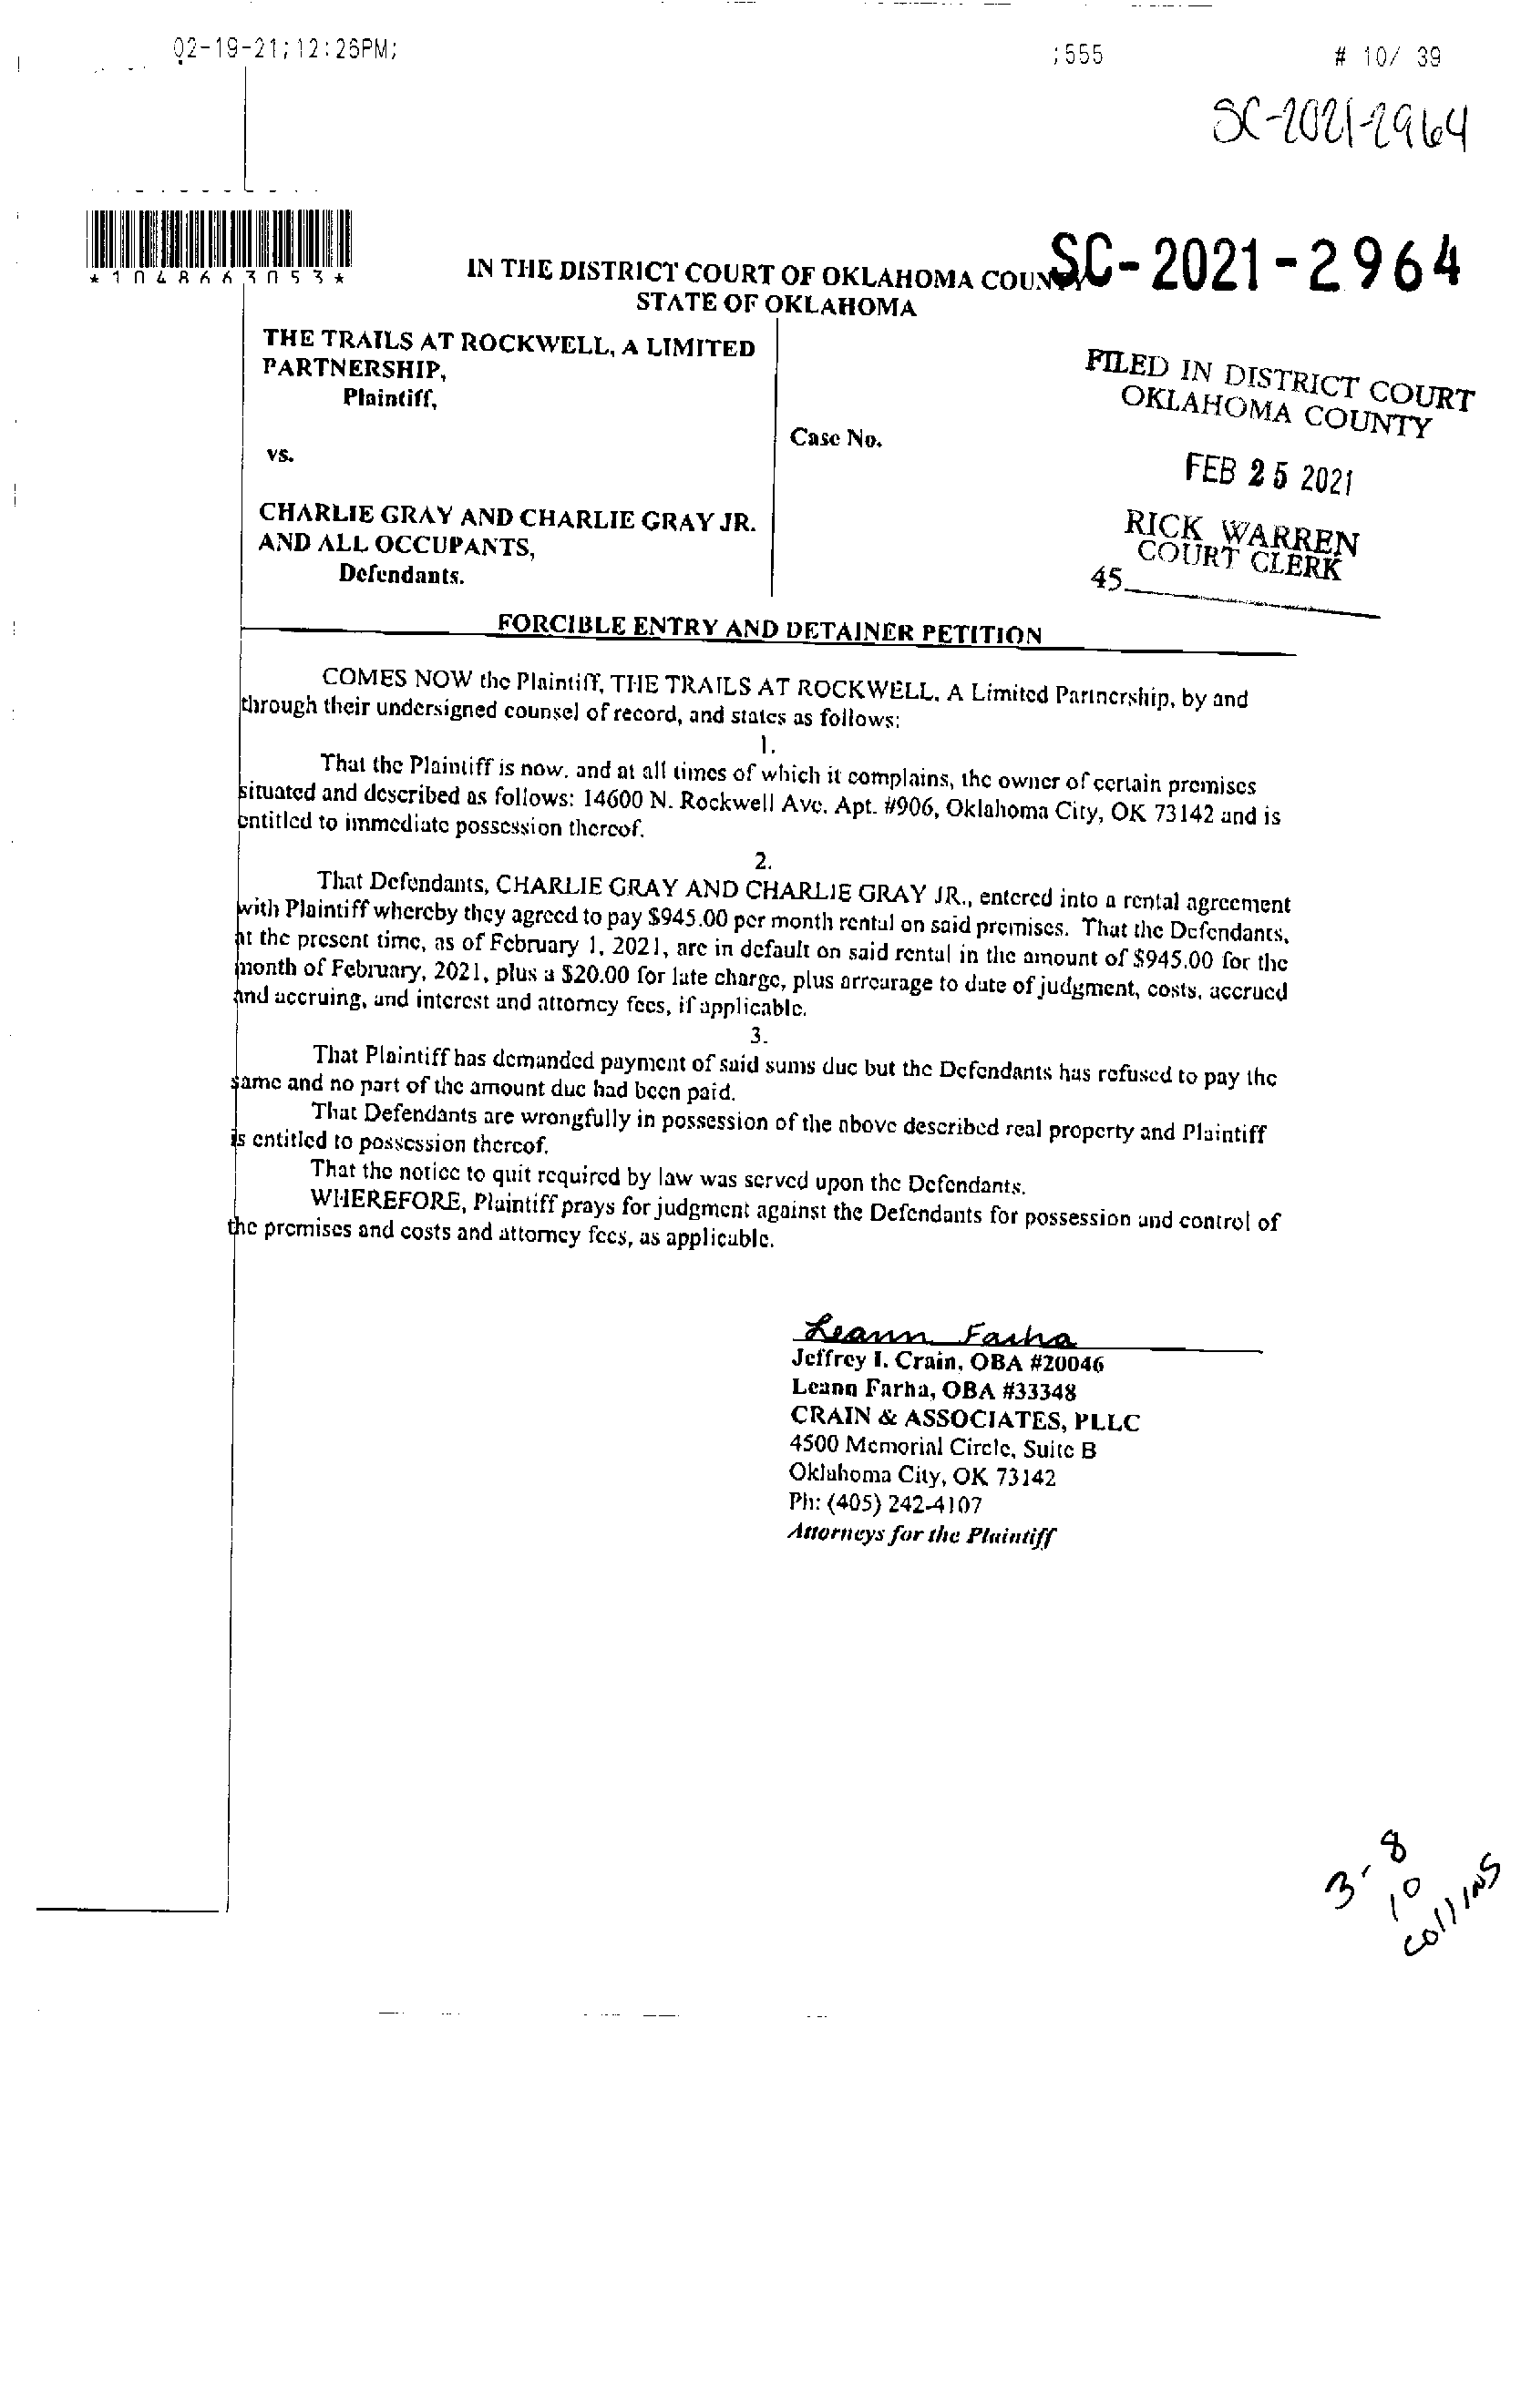 02-19-21;12:26PM;
;555
# 10/ 39
SC-2021-2964
*1048663053*
SC-2021-2964
IN THE DISTRICT COURT OF OKLAHOMA COUNTY
STATE OF OKLAHOMA
THE TRAILS AT ROCKWELL, A LIMITED
PARTNERSHIP,
Plaintiff,
vs.
CHARLIE GRAY AND CHARLIE GRAY JR.
AND ALL OCCUPANTS,
Defendants.
Case No.
FILED IN DISTRICT COURT
OKLAHOMA COUNTY
FEB 25 2021
RICK WARREN
COURT CLERK
45
FORCIBLE ENTRY AND DETAINER PETITION
COMES NOW the Plaintiff, THE TRAILS AT ROCKWELL, A Limited Partnership, by and
through their undersigned counsel of record, and states as follows:
1.
That the Plaintiff is now, and at all times of which it complains, the owner of certain premises
situated and described as follows: 14600 N. Rockwell Ave. Apt. #906, Oklahoma City, OK 73142 and is
entitled to immediate possession thereof.
2.
That Defendants, CHARLIE GRAY AND CHARLIE GRAY JR., entered into a rental agreement
with Plaintiff whereby they agreed to pay $945.00 per month rental on said premises. That the Defendants,
at the present time, as of February 1, 2021, are in default on said rental in the amount of $945.00 for the
month of February, 2021, plus a $20.00 for late charge, plus arrearage to date of judgment, costs, accrued
and accruing, and interest and attorney fees, if applicable.
3.
That Plaintiff has demanded payment of said sums due but the Defendants has refused to pay the
same and no part of the amount due had been paid.
That Defendants are wrongfully in possession of the above described real property and Plaintiff
is entitled to possession thereof.
That the notice to quit required by law was served upon the Defendants.
WHEREFORE, Plaintiff prays for judgment against the Defendants for possession and control of
the premises and costs and attorney fees, as applicable.
Leann Farha
Jeffrey I. Crain, OBA #20046
Leann Farha, OBA #33348
CRAIN & ASSOCIATES, PLLC
4500 Memorial Circle, Suite B
Oklahoma City, OK 73142
Ph: (405) 242-4107
Attorneys for the Plaintiff
3-8
10
Collins